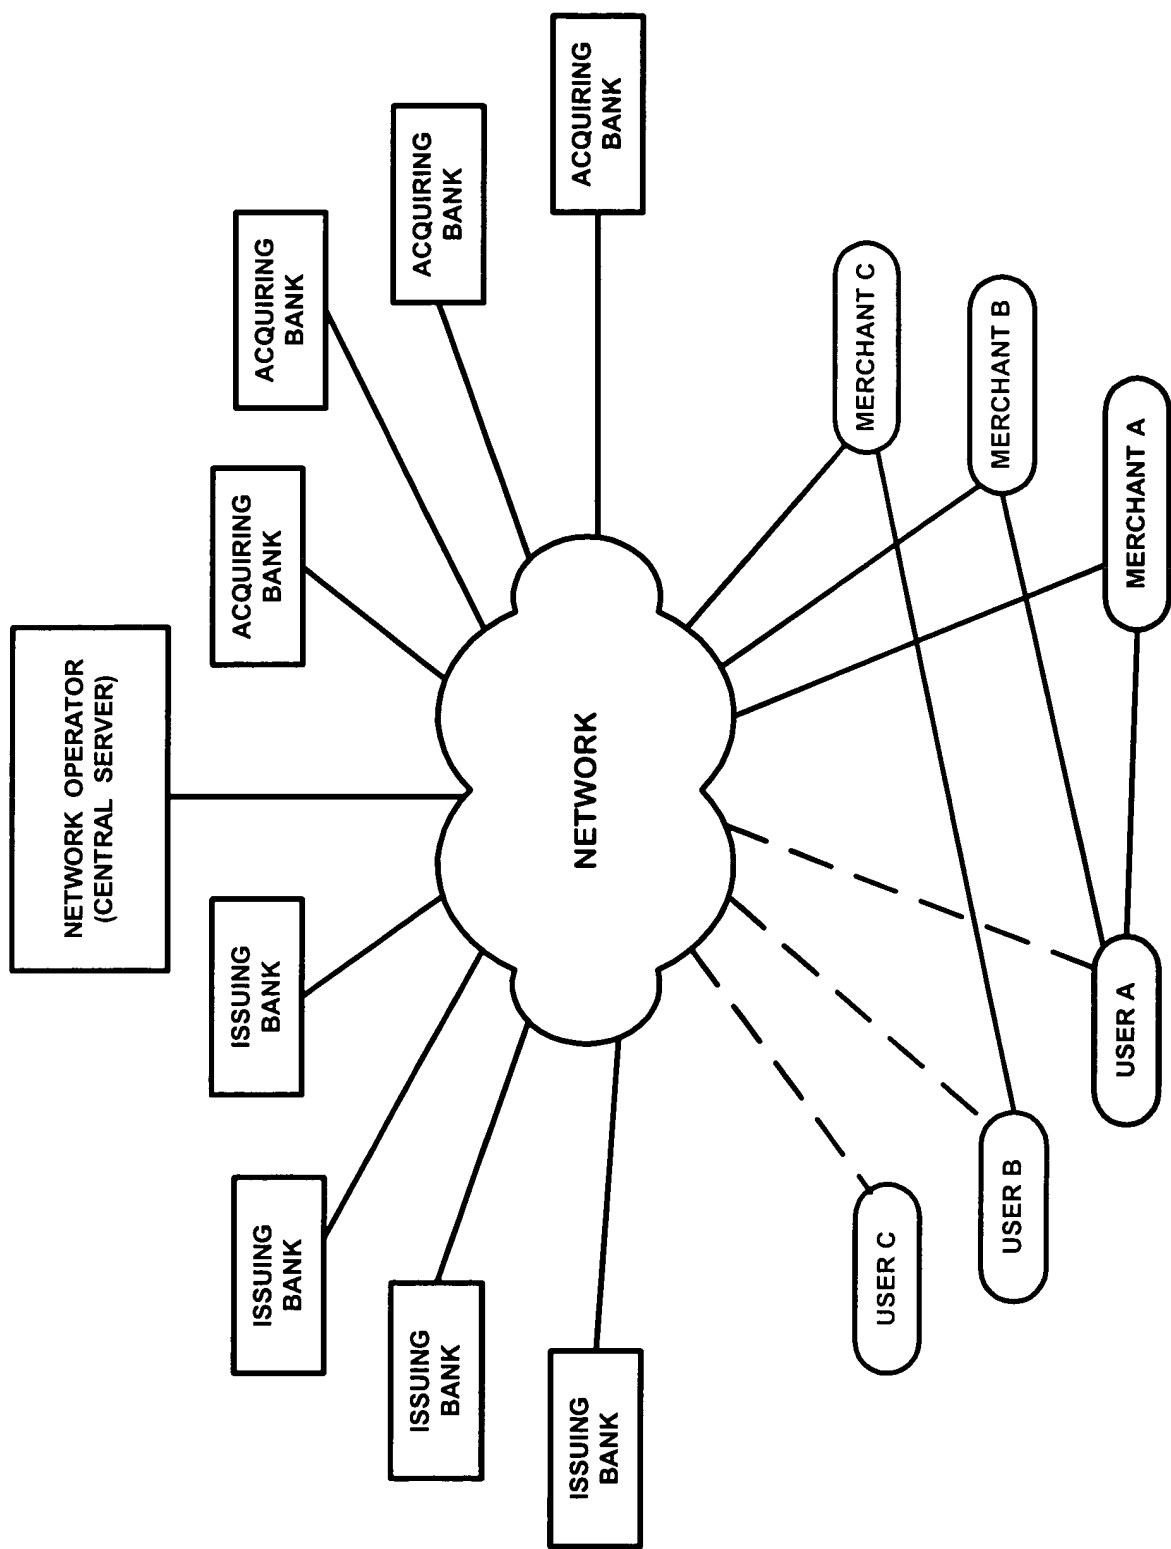 NETWORK OPERATOR
(CENTRAL SERVER)
ISSUING
BANK
ACQUIRING
BANK
ISSUING
BANK
ACQUIRING
BANK
ISSUING
BANK
ACQUIRING
BANK
ISSUING
BANK
NETWORK
ACQUIRING
BANK
USER C
MERCHANT C
USER B
MERCHANT B
USER A
MERCHANT A